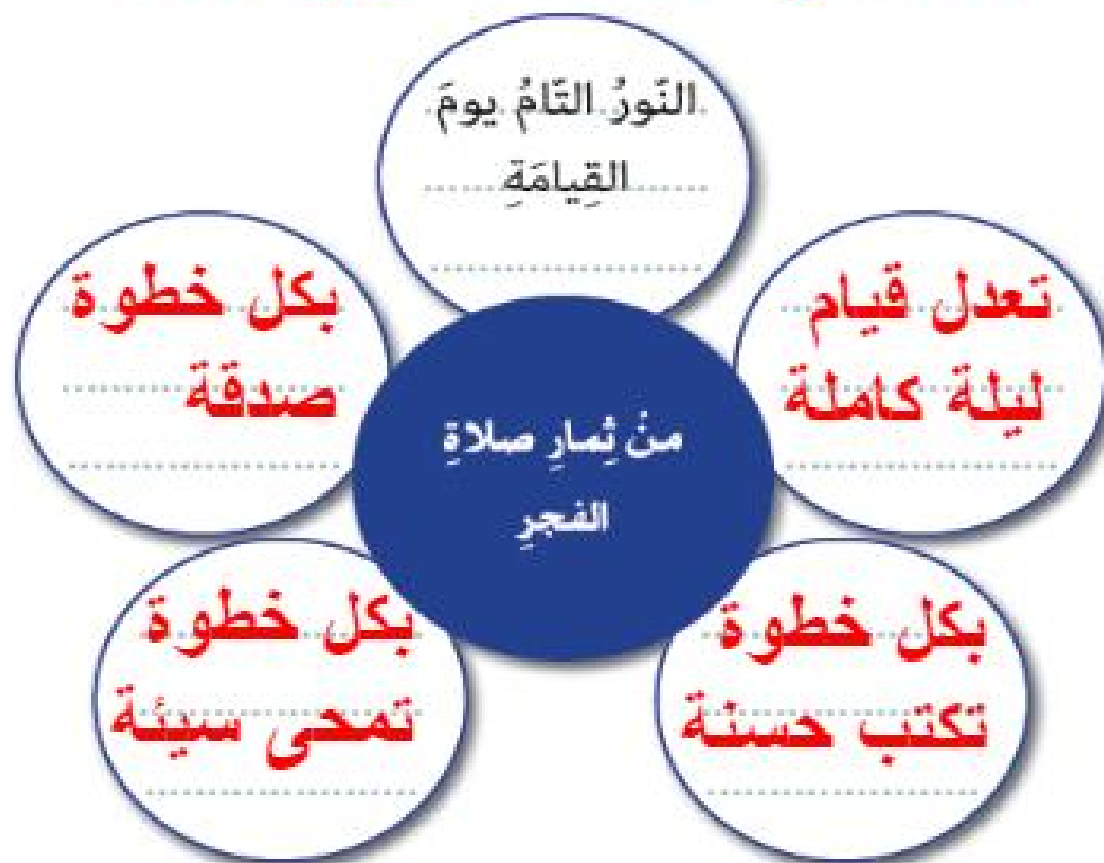 النّورُ التّامُ يومَ
القِيامَةِ
تعدل قيام
ليلة كاملة
بكل خطوة
صدقة
منْ ثِمارِ صلاةِ
الفجرِ
بكل خطوة
تكتب حسنة
بكل خطوة
تمحى سيئة